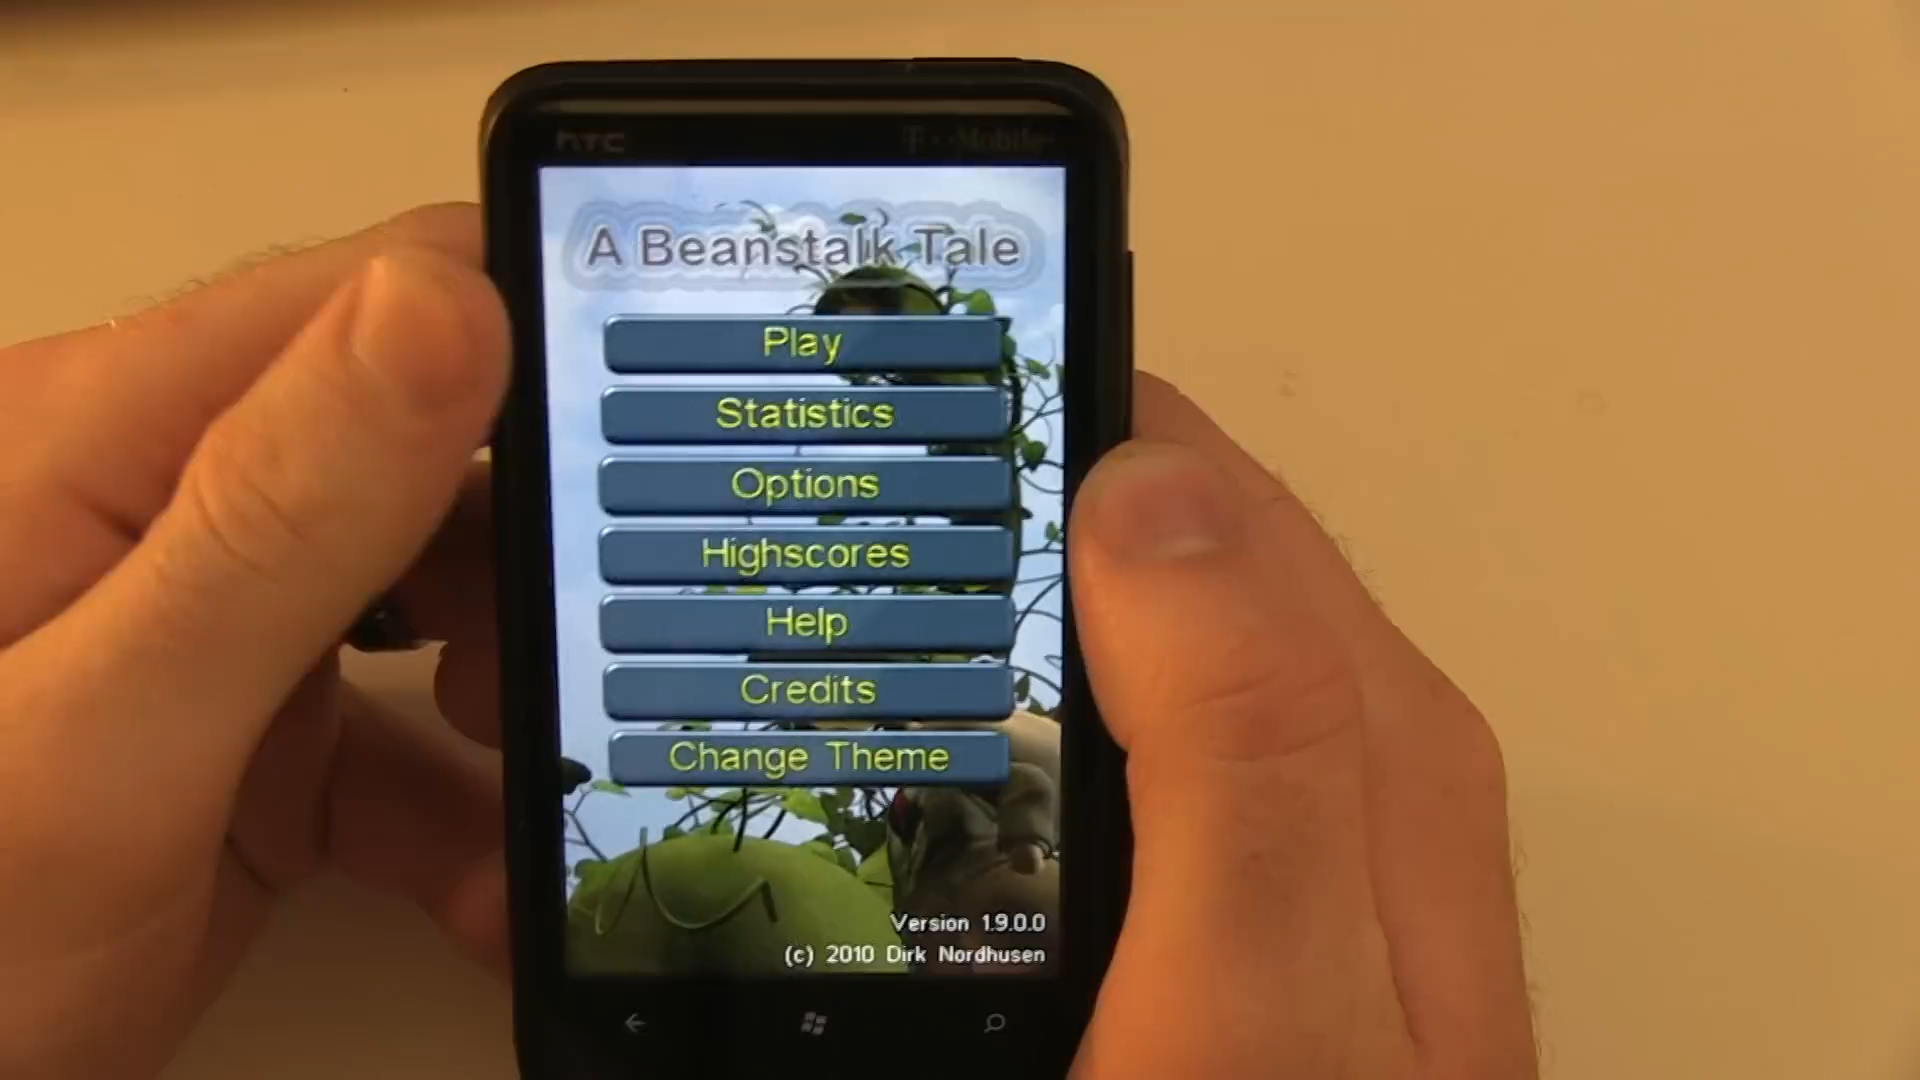 hTC T··Mobile·
A Beanstalk Tale
Play
Statistics
Options
Highscores
Help
Credits
Change Theme
Version 1.9.0.0
(c) 2010 Dirk Nordhusen